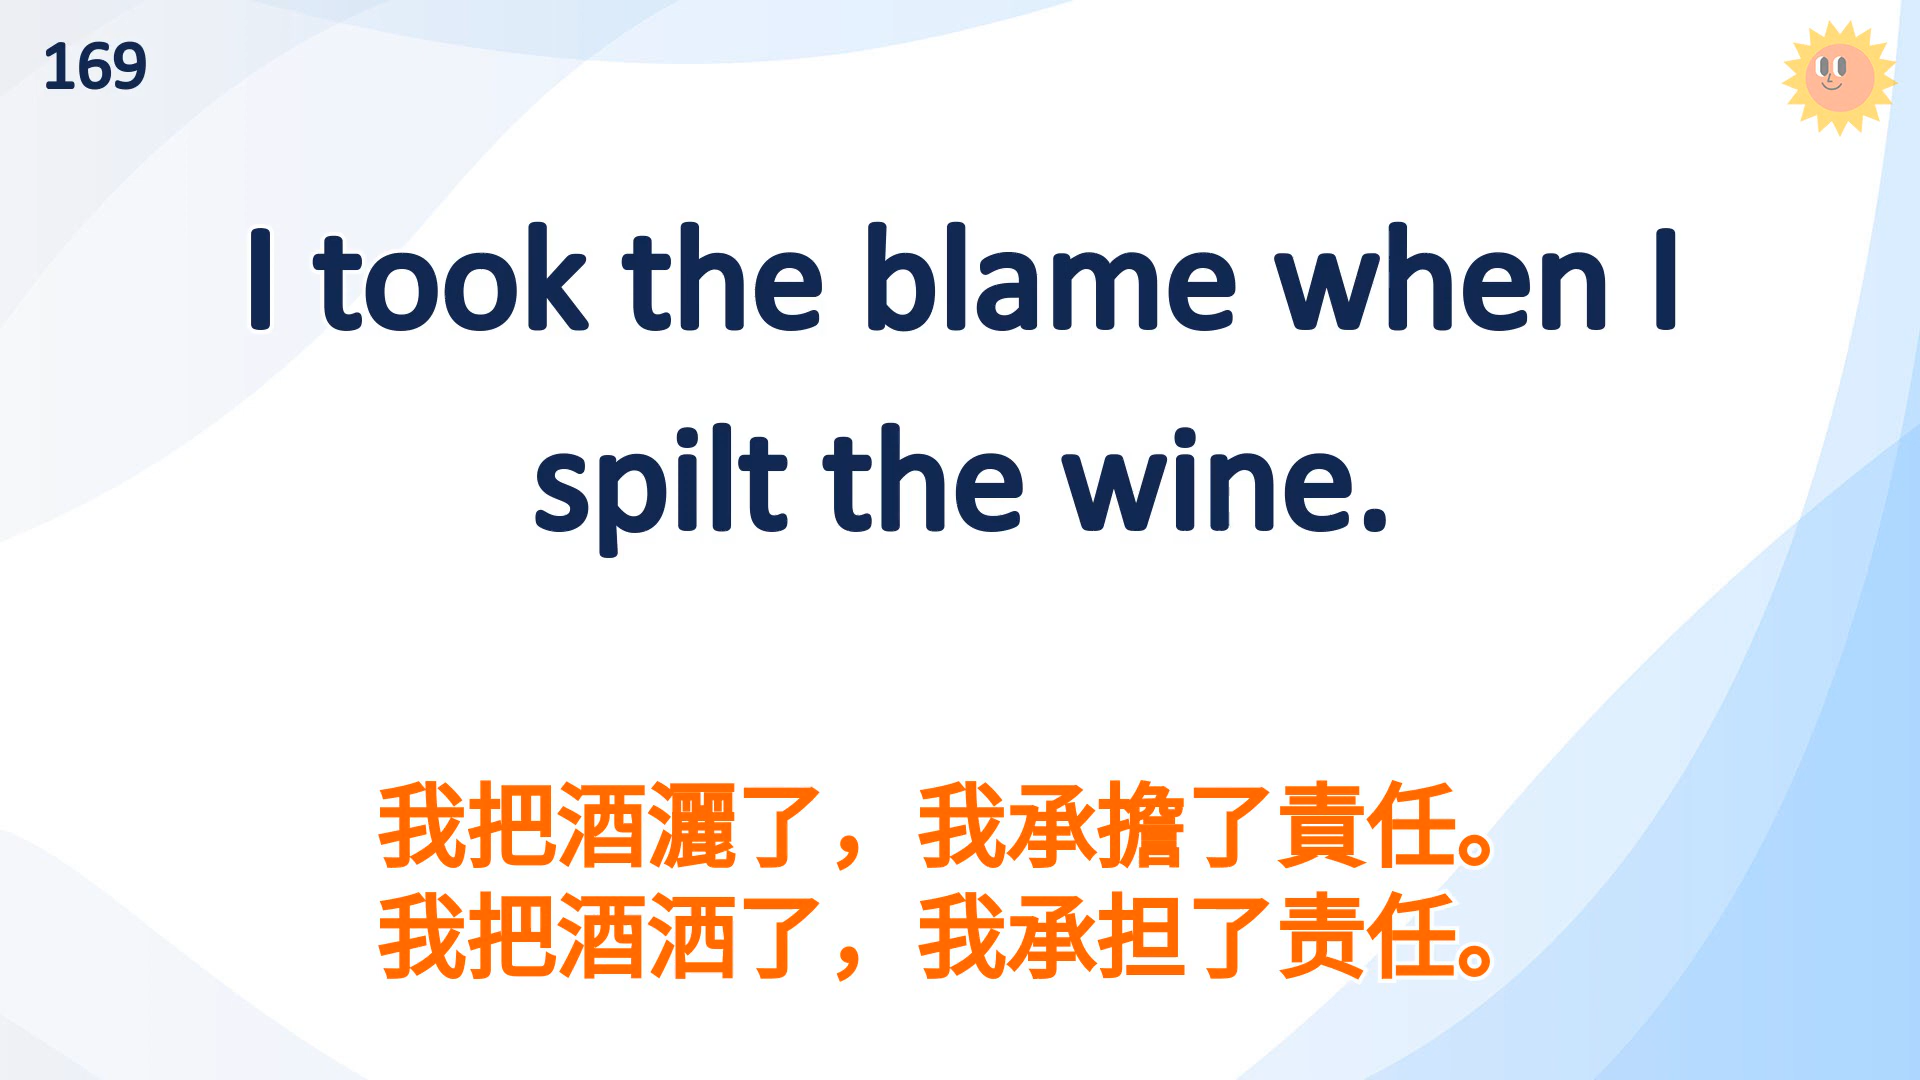 169
I took the blame when I
spilt the wine.
我把酒灑了，我承擔了責任。
我把酒洒了，我承担了责任。